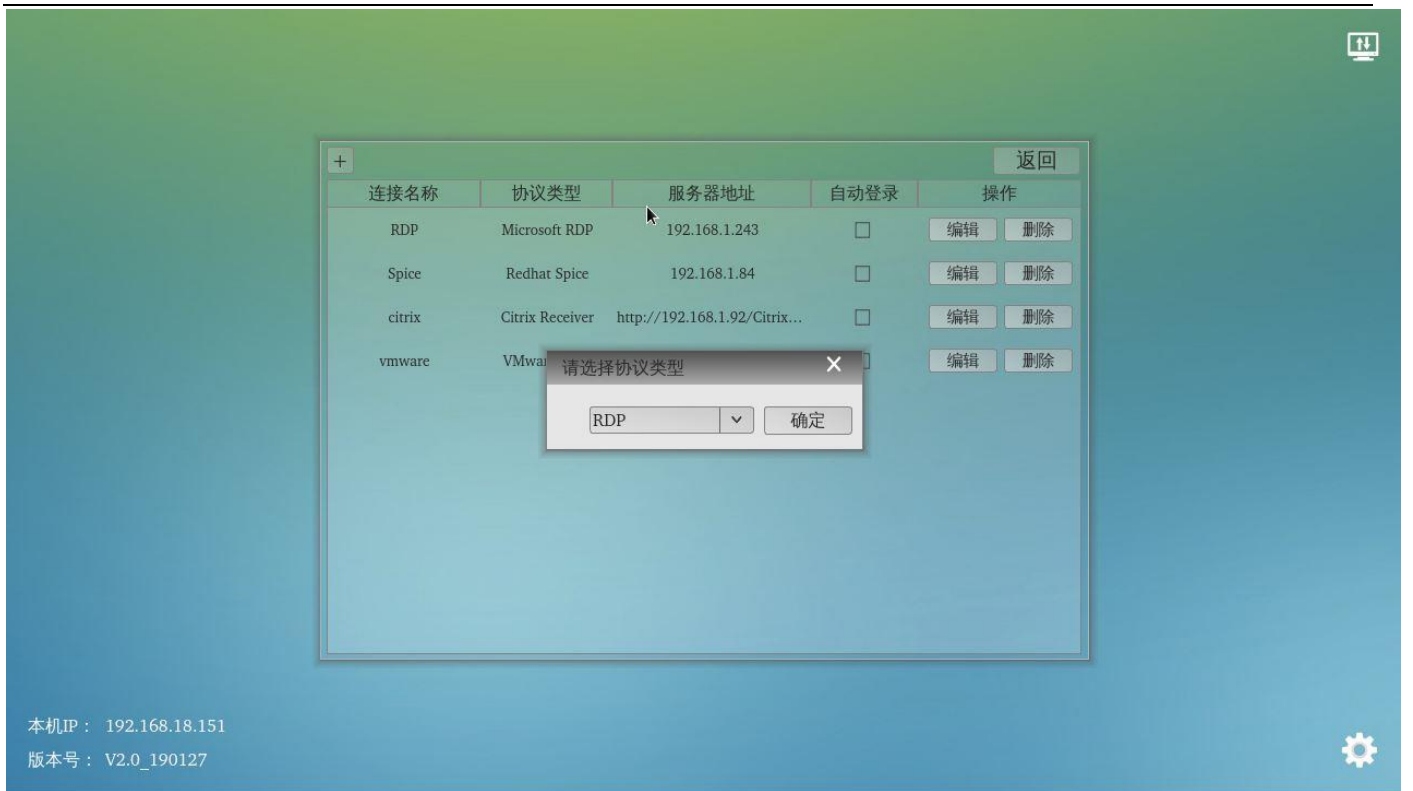 + 返回
连接名称 协议类型 服务器地址 自动登录 操作
RDP Microsoft RDP 192.168.1.243 编辑 删除
Spice Redhat Spice 192.168.1.84 编辑 删除
citrix Citrix Receiver http://192.168.1.92/Citrix... 编辑 删除
vmware 编辑 删除
请选择协议类型
RDP 确定
本机IP： 192.168.18.151
版本号： V2.0_190127